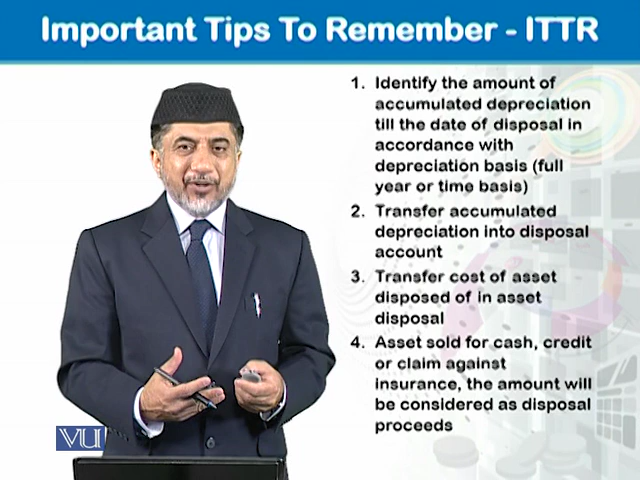 Important Tips To Remember - ITTR
1. Identify the amount of
accumulated depreciation
till the date of disposal in
accordance with
depreciation basis (full
year or time basis)
2. Transfer accumulated
depreciation into disposal
account
3. Transfer cost of asset
disposed of in asset
disposal
4. Asset sold for cash, credit
or claim against
insurance, the amount will
be considered as disposal
proceeds
VU